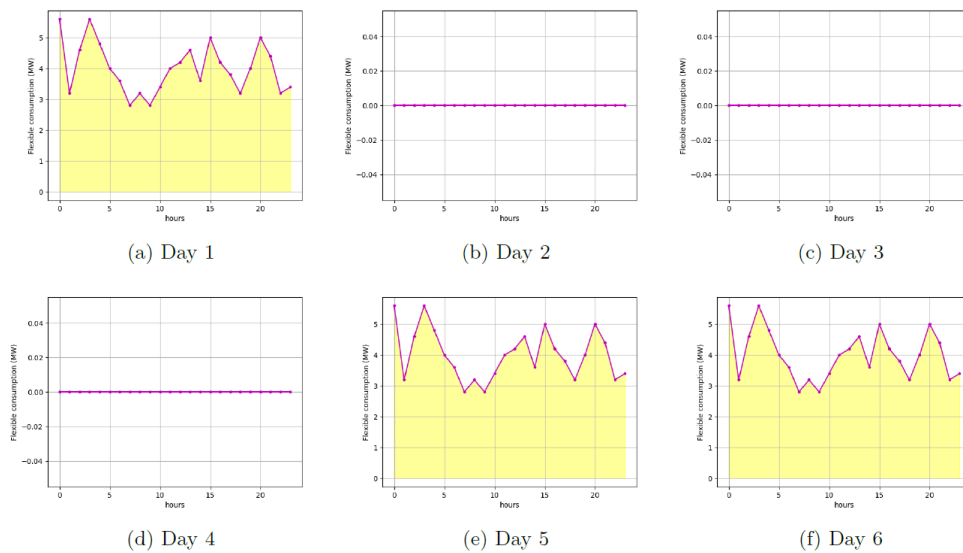 Flexible consumption (MW)
5
4
3
2
1
0
0 5 10 15 20
hours
(a) Day 1
Flexible consumption (MW)
0.04
0.02
0.00
−0.02
−0.04
0 5 10 15 20
hours
(b) Day 2
Flexible consumption (MW)
0.04
0.02
0.00
−0.02
−0.04
0 5 10 15 20
hours
(c) Day 3
Flexible consumption (MW)
0.04
0.02
0.00
−0.02
−0.04
0 5 10 15 20
hours
(d) Day 4
Flexible consumption (MW)
5
4
3
2
1
0
0 5 10 15 20
hours
(e) Day 5
Flexible consumption (MW)
5
4
3
2
1
0
0 5 10 15 20
hours
(f) Day 6